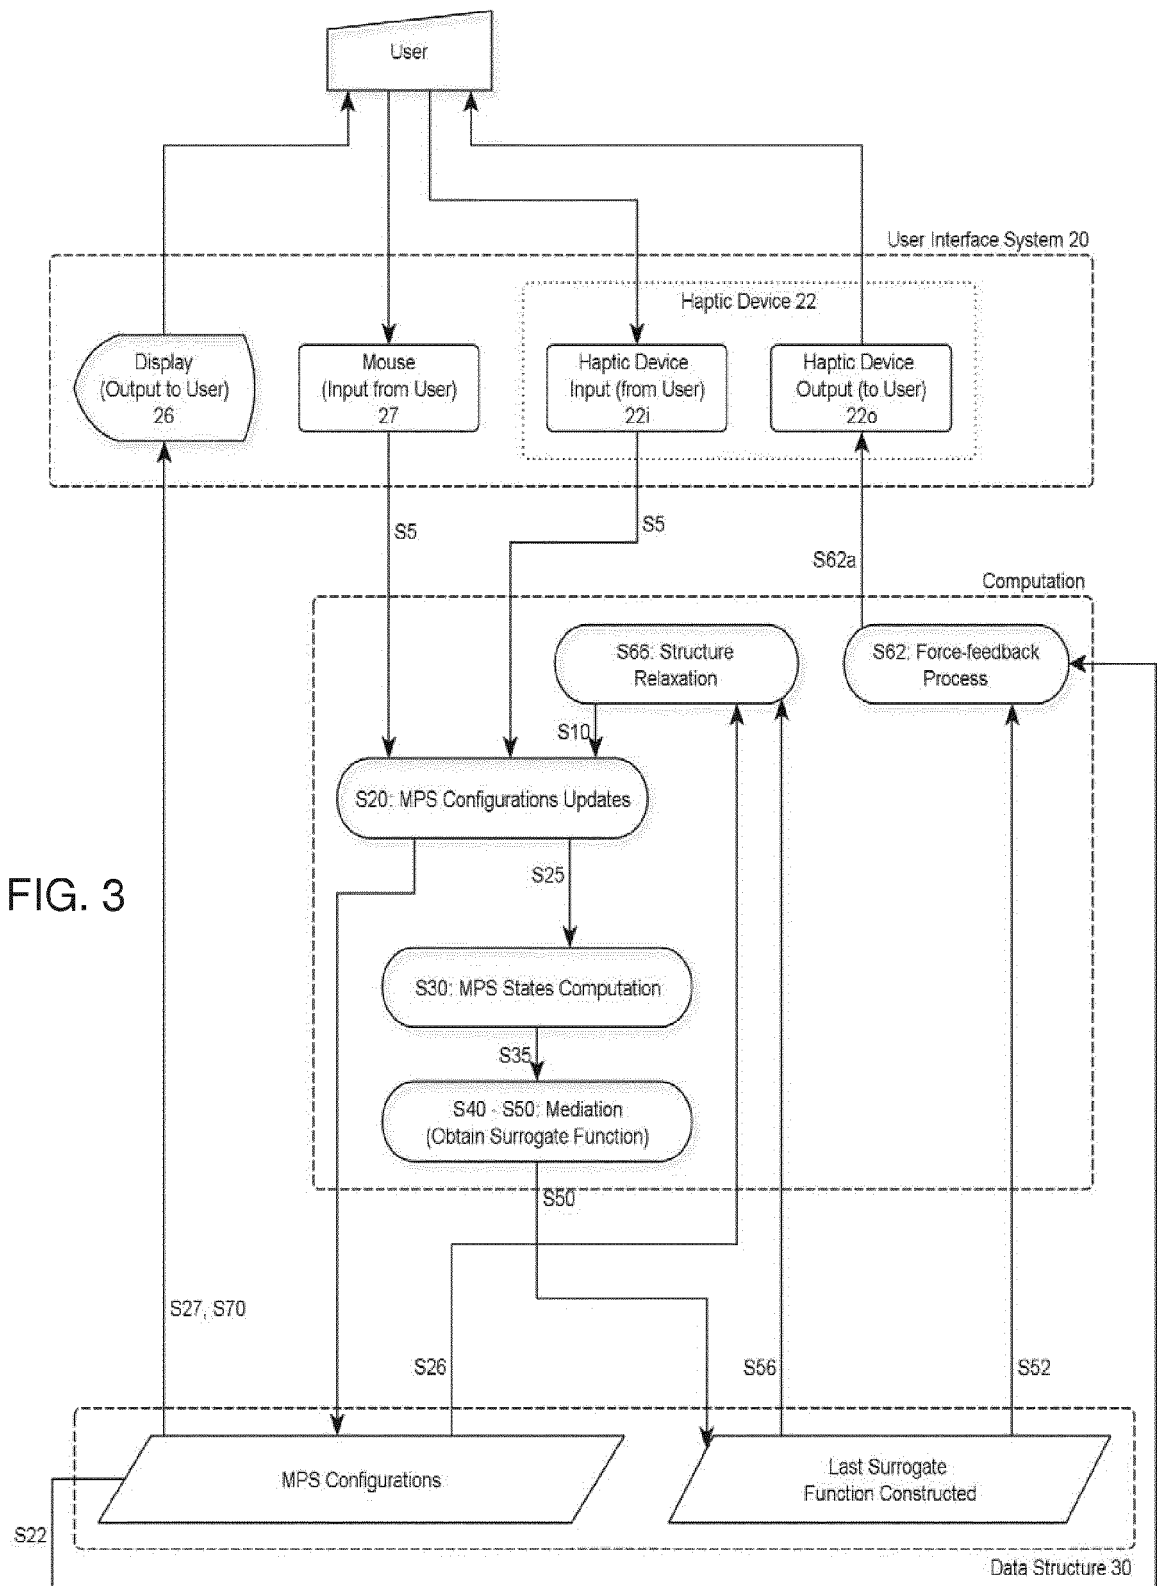 User
User Interface System 20
Haptic Device 22
Display
(Output to User)
26
Mouse
(Input from User)
27
Haptic Device
Input (from User)
22i
Haptic Device
Output (to User)
22o
S5
S5
S62a
Computation
S66: Structure
Relaxation
S62: Force-feedback
Process
S10
S20: MPS Configurations Updates
S25
FIG. 3
S30: MPS States Computation
S35
S40 - S50: Mediation
(Obtain Surrogate Function)
S50
S27, S70
S26
S56
S52
MPS Configurations
Last Surrogate
Function Constructed
S22
Data Structure 30